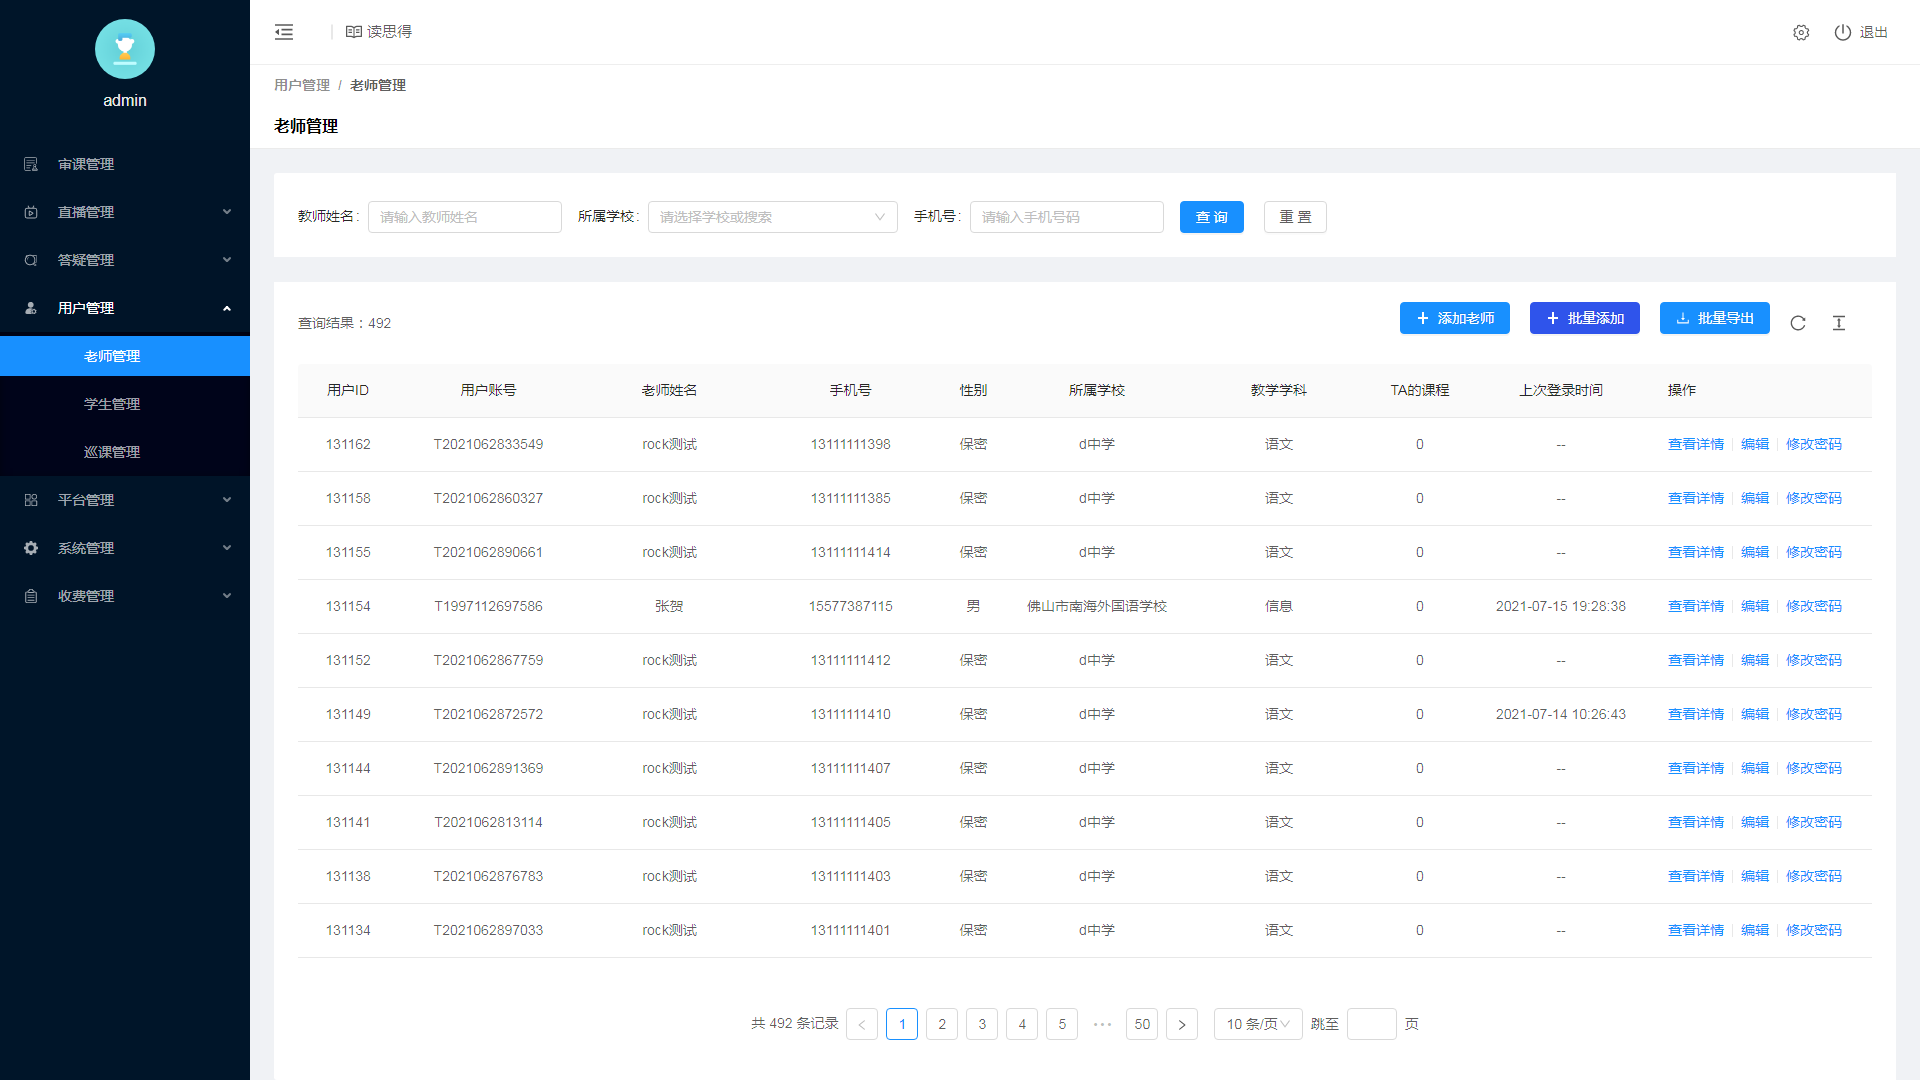 admin
审课管理
直播管理
答疑管理
用户管理
老师管理
学生管理
巡课管理
平台管理
系统管理
收费管理
读思得
退出
用户管理 / 老师管理
老师管理
教师姓名: 请输入教师姓名 所属学校: 请选择学校或搜索 手机号: 请输入手机号码 查 询 重 置
查询结果：492 添加老师 批量添加 批量导出
用户ID 用户账号 老师姓名 手机号 性别 所属学校 教学学科 TA的课程 上次登录时间 操作
131162 T2021062833549 rock测试 13111111398 保密 d中学 语文 0 -- 查看详情 编辑 修改密码
131158 T2021062860327 rock测试 13111111385 保密 d中学 语文 0 -- 查看详情 编辑 修改密码
131155 T2021062890661 rock测试 13111111414 保密 d中学 语文 0 -- 查看详情 编辑 修改密码
131154 T1997112697586 张贺 15577387115 男 佛山市南海外国语学校 信息 0 2021-07-15 19:28:38 查看详情 编辑 修改密码
131152 T2021062867759 rock测试 13111111412 保密 d中学 语文 0 -- 查看详情 编辑 修改密码
131149 T2021062872572 rock测试 13111111410 保密 d中学 语文 0 2021-07-14 10:26:43 查看详情 编辑 修改密码
131144 T2021062891369 rock测试 13111111407 保密 d中学 语文 0 -- 查看详情 编辑 修改密码
131141 T2021062813114 rock测试 13111111405 保密 d中学 语文 0 -- 查看详情 编辑 修改密码
131138 T2021062876783 rock测试 13111111403 保密 d中学 语文 0 -- 查看详情 编辑 修改密码
131134 T2021062897033 rock测试 13111111401 保密 d中学 语文 0 -- 查看详情 编辑 修改密码
共 492 条记录 < 1 2 3 4 5 ••• 50 > 10 条/页 跳至 页